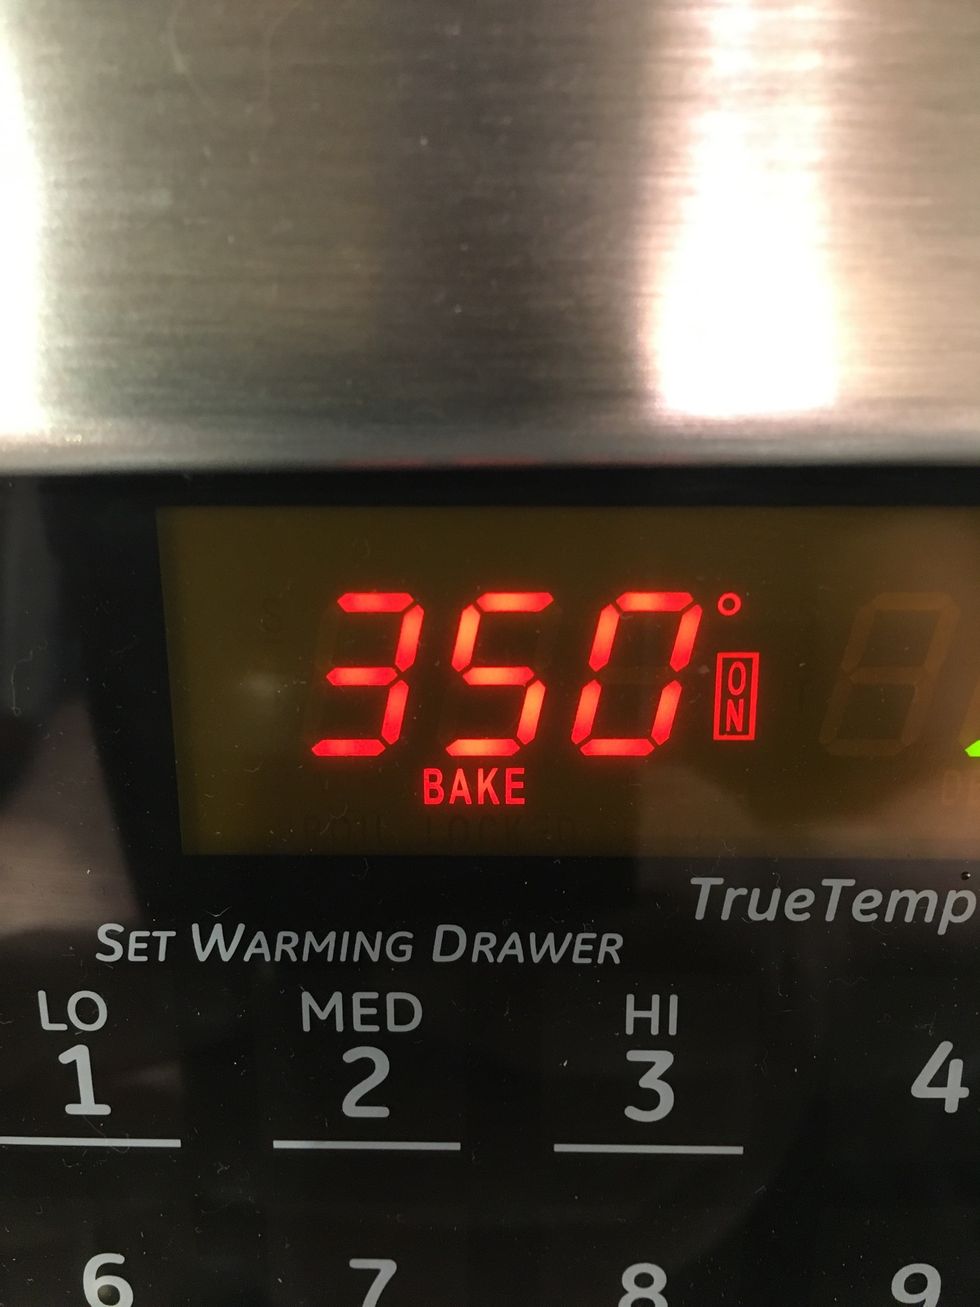 350°
ON
BAKE
TrueTemp
SET WARMING DRAWER
LO MED HI
1 2 3 4
6 7 8 9